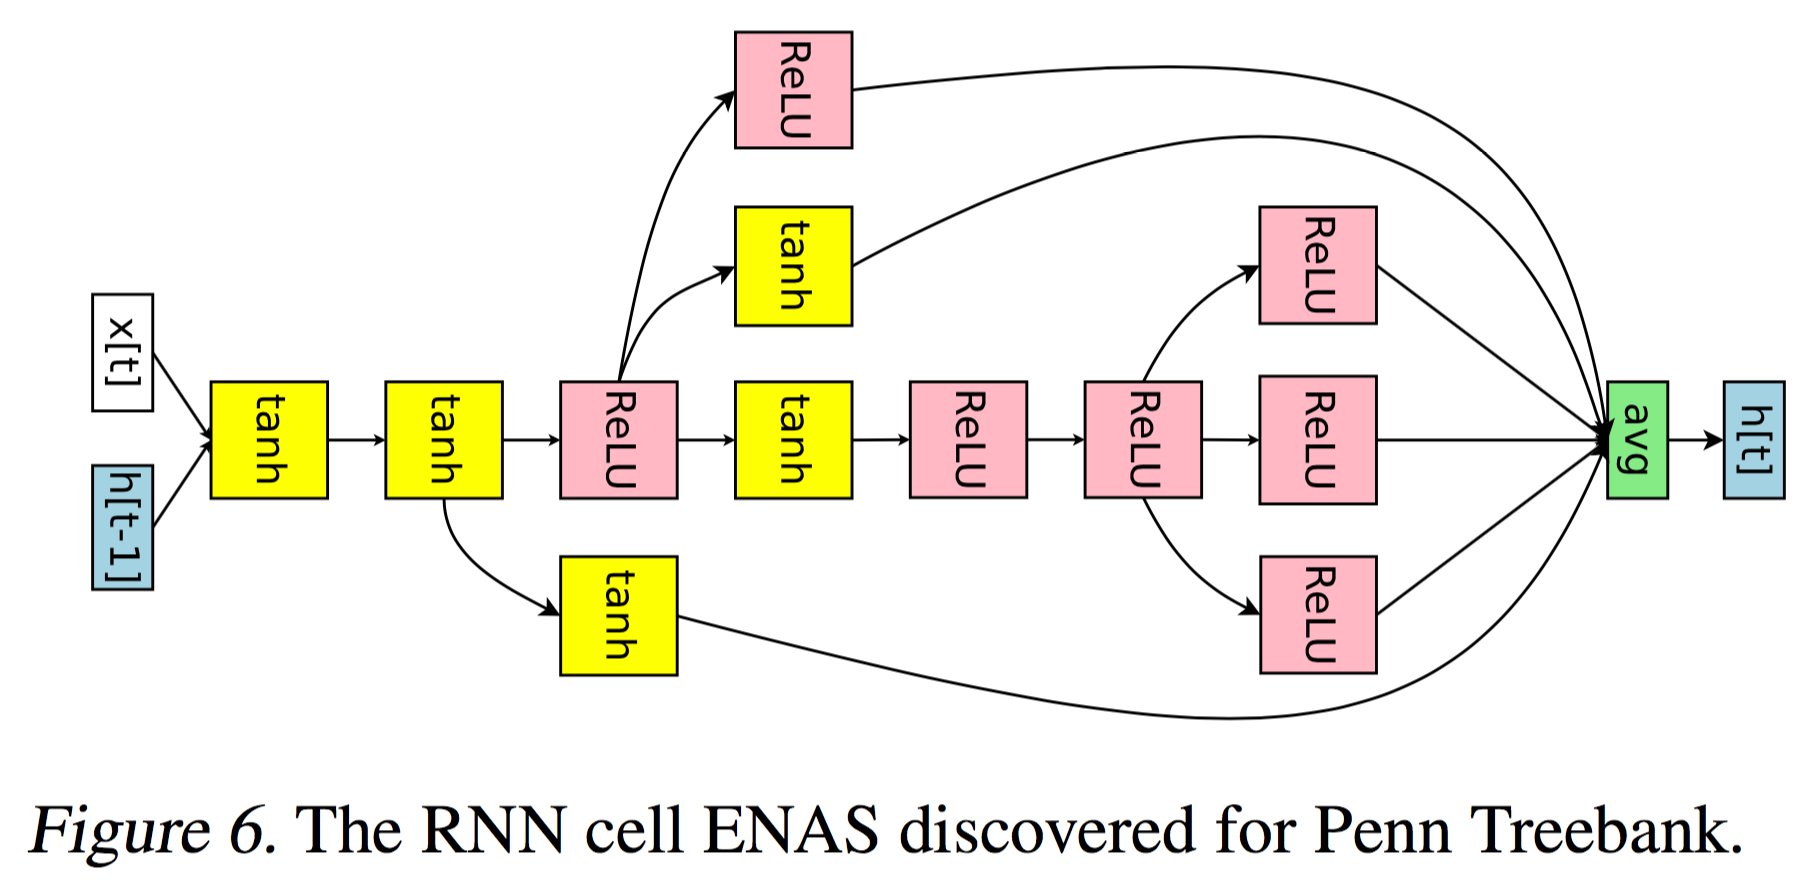 ReLU
tanh
ReLU
x[t]
h[t-1]
tanh
tanh
ReLU
tanh
ReLU
ReLU
ReLU
avg
h[t]
tanh
ReLU
Figure 6. The RNN cell ENAS discovered for Penn Treebank.